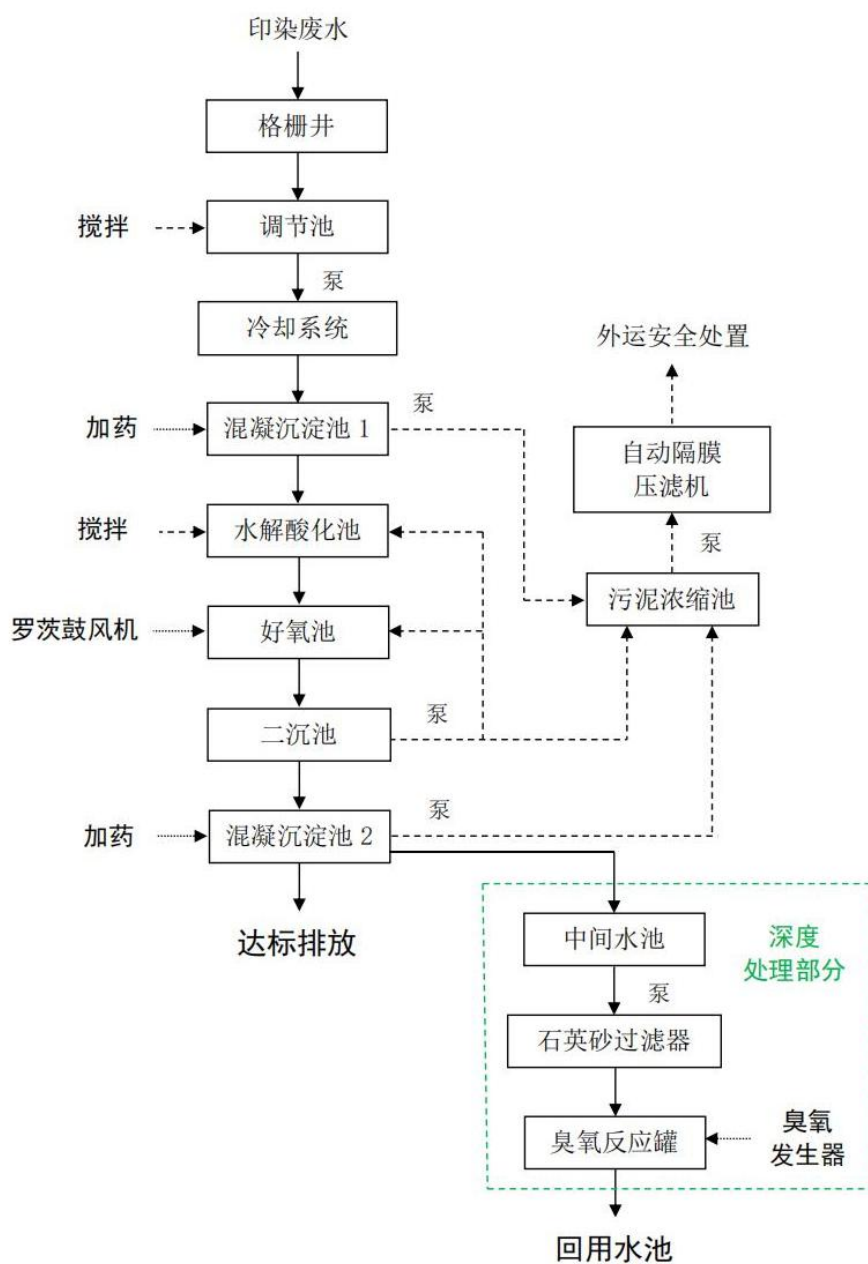 印染废水
格栅井
搅拌
调节池
泵
冷却系统
外运安全处置
加药
混凝沉淀池 1
泵
自动隔膜
压滤机
搅拌
水解酸化池
泵
污泥浓缩池
罗茨鼓风机
好氧池
二沉池
泵
加药
混凝沉淀池 2
泵
达标排放
中间水池
深度
处理部分
泵
石英砂过滤器
臭氧反应罐
臭氧
发生器
回用水池